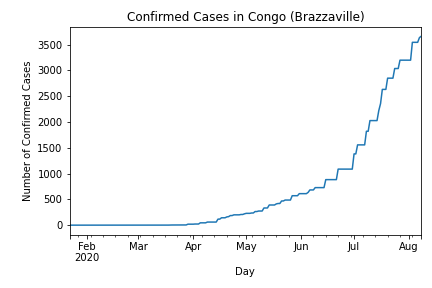 Confirmed Cases in Congo (Brazzaville)
Number of Confirmed Cases
3500
3000
2500
2000
1500
1000
500
0
Feb Mar Apr May Jun Jul Aug
2020
Day